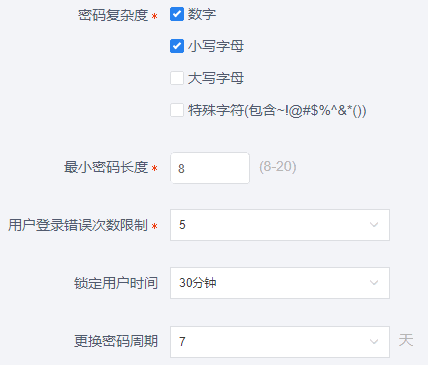 密码复杂度 * 数字
小写字母
大写字母
特殊字符(包含~!@#$%^&*())
最小密码长度 * 8 (8-20)
用户登录错误次数限制 * 5
锁定用户时间 30分钟
更换密码周期 7 天